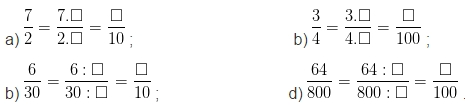 a) 7/2 = 7.□/2.□ = □/10 ; b) 3/4 = 3.□/4.□ = □/100 ;
b) 6/30 = 6 : □/30 : □ = □/10 ; d) 64/800 = 64 : □/800 : □ = □/100 .